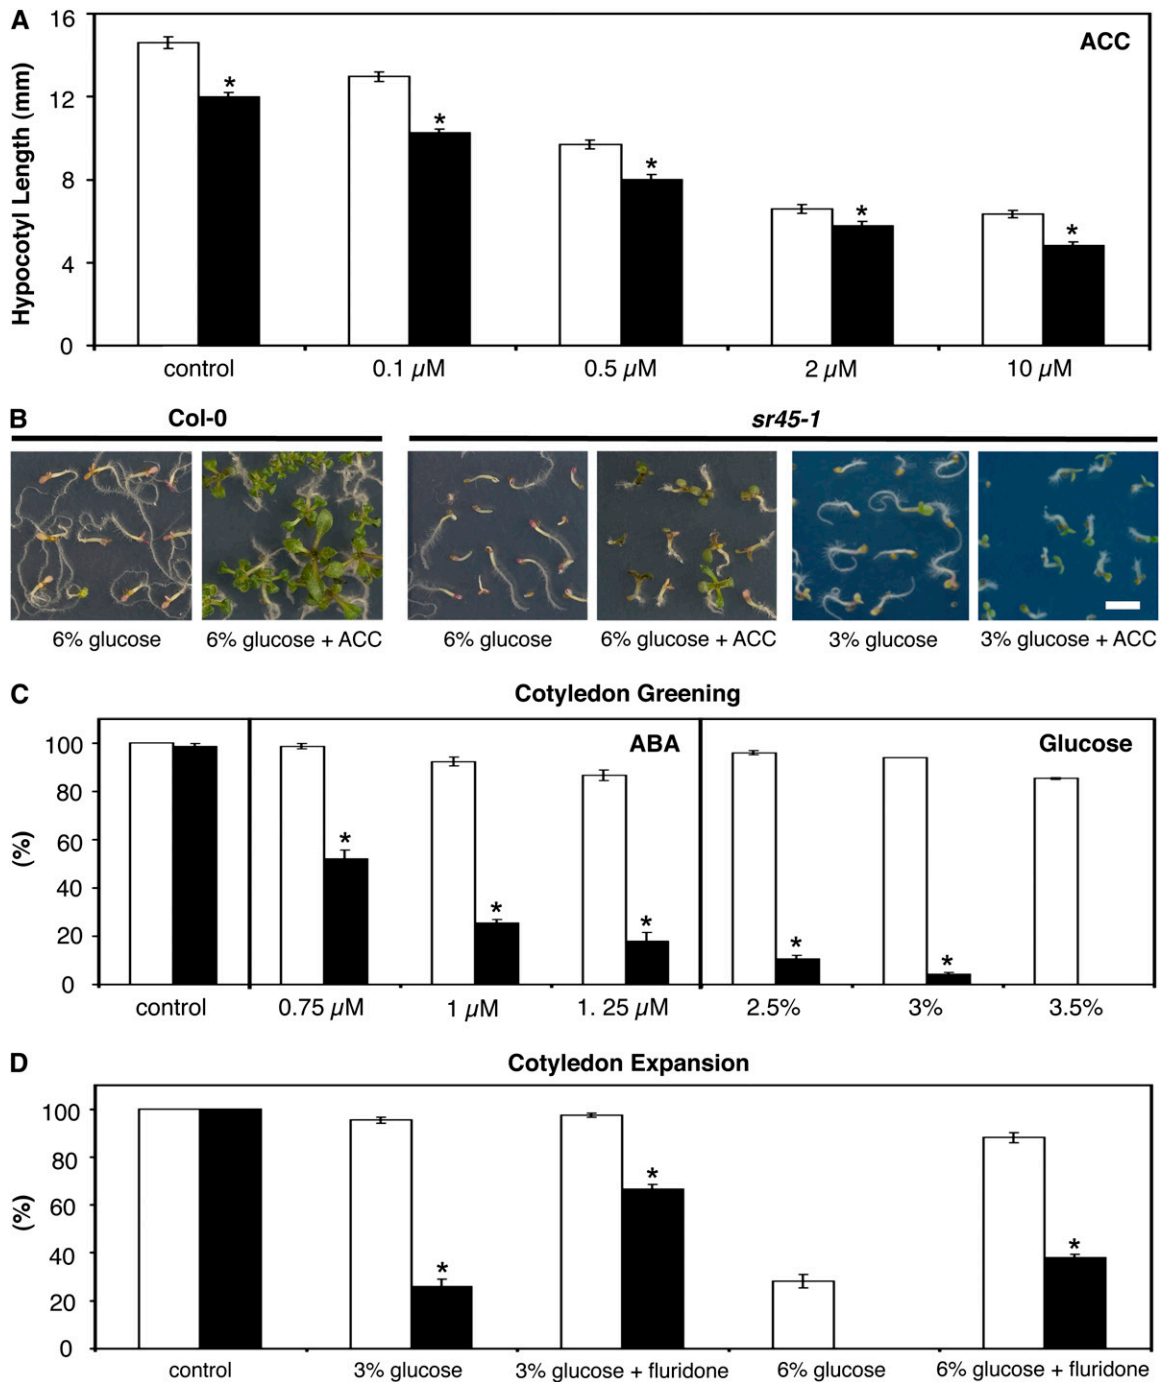 A
ACC
Hypocotyl Length (mm)
16
12
8
4
0
*
*
*
*
*
control
0.1 µM
0.5 µM
2 µM
10 µM
B
Col-0
sr45-1
6% glucose
6% glucose + ACC
6% glucose
6% glucose + ACC
3% glucose
3% glucose + ACC
C
Cotyledon Greening
ABA
Glucose
(%)
100
80
60
40
20
0
*
*
*
*
*
control
0.75 µM
1 µM
1. 25 µM
2.5%
3%
3.5%
D
Cotyledon Expansion
(%)
100
80
60
40
20
0
*
*
*
control
3% glucose
3% glucose + fluridone
6% glucose
6% glucose + fluridone